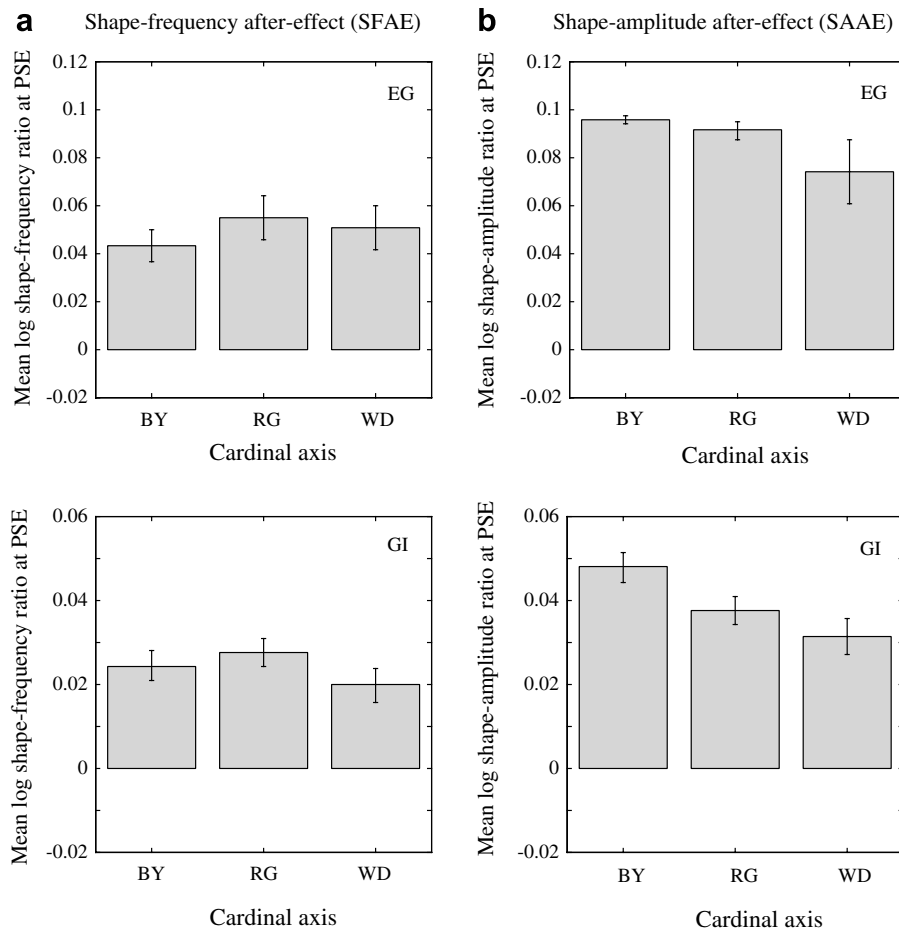 a Shape-frequency after-effect (SFAE)
Mean log shape-frequency ratio at PSE
0.12
0.1
0.08
0.06
0.04
0.02
0
-0.02
EG
BY RG WD
Cardinal axis
b Shape-amplitude after-effect (SAAE)
Mean log shape-amplitude ratio at PSE
0.12
0.1
0.08
0.06
0.04
0.02
0
-0.02
EG
BY RG WD
Cardinal axis
Mean log shape-frequency ratio at PSE
0.06
0.04
0.02
0
-0.02
GI
BY RG WD
Cardinal axis
Mean log shape-amplitude ratio at PSE
0.06
0.04
0.02
0
-0.02
GI
BY RG WD
Cardinal axis